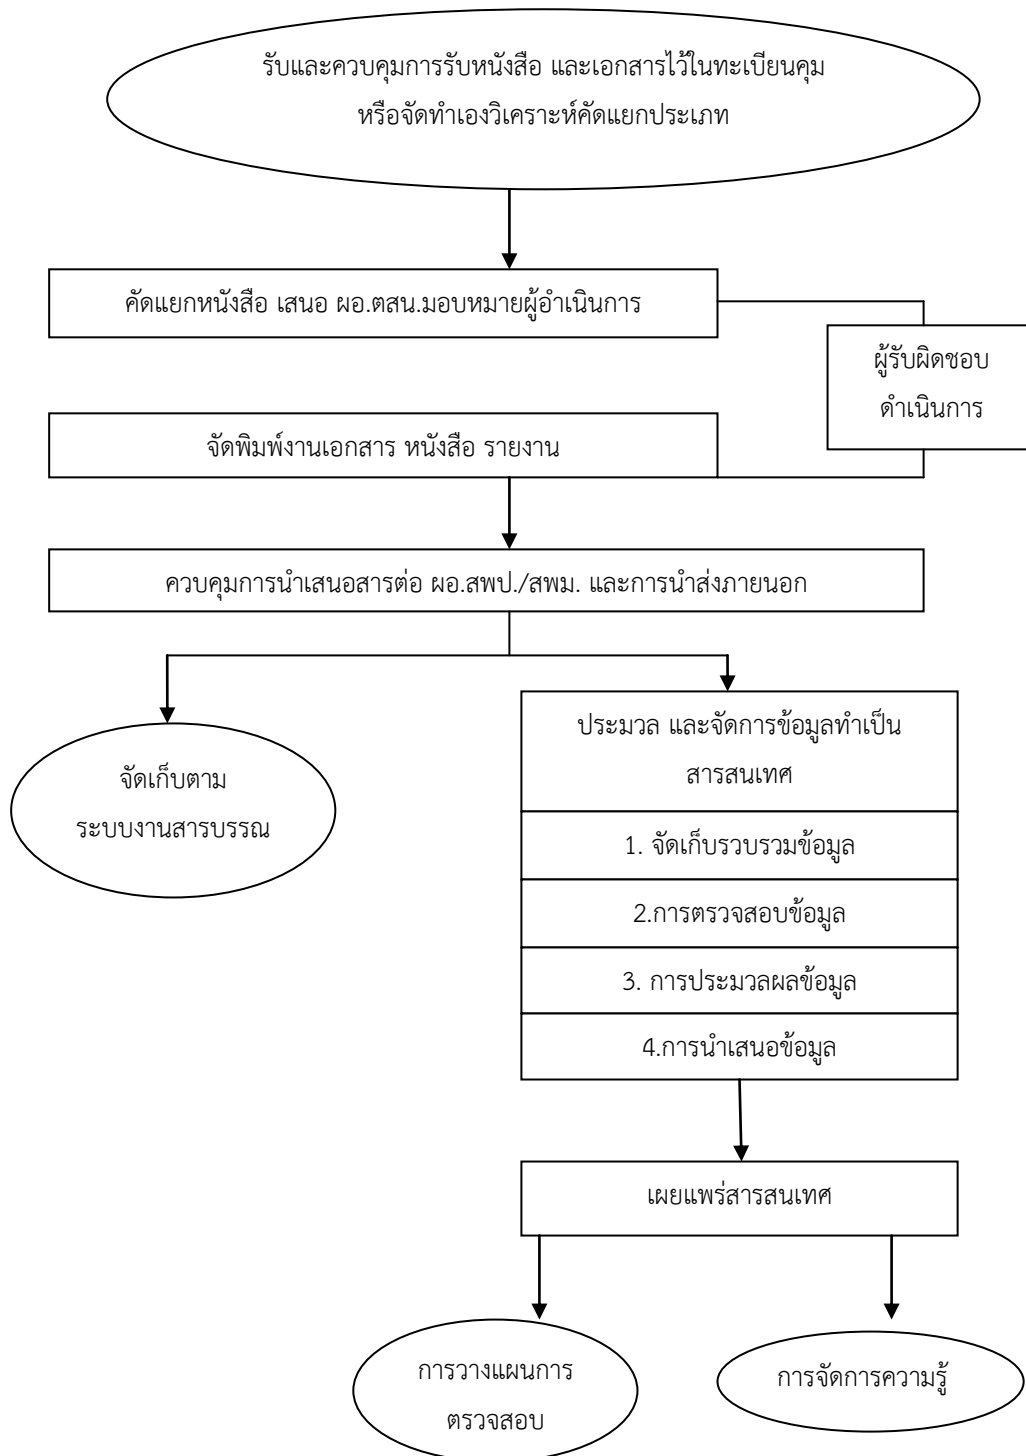 รับและควบคุมการรับหนังสือ และเอกสารไว้ในทะเบียนคุม
หรือจัดทำเองวิเคราะห์คัดแยกประเภท
คัดแยกหนังสือ เสนอ ผอ.ตสน.มอบหมายผู้อำเนินการ
ผู้รับผิดชอบ
ดำเนินการ
จัดพิมพ์งานเอกสาร หนังสือ รายงาน
ควบคุมการนำเสนอสารต่อ ผอ.สพป./สพม. และการนำส่งภายนอก
จัดเก็บตาม
ระบบงานสารบรรณ
ประมวล และจัดการข้อมูลทำเป็น
สารสนเทศ
1. จัดเก็บรวบรวมข้อมูล
2.การตรวจสอบข้อมูล
3. การประมวลผลข้อมูล
4.การนำเสนอข้อมูล
เผยแพร่สารสนเทศ
การวางแผนการ
ตรวจสอบ
การจัดการความรู้